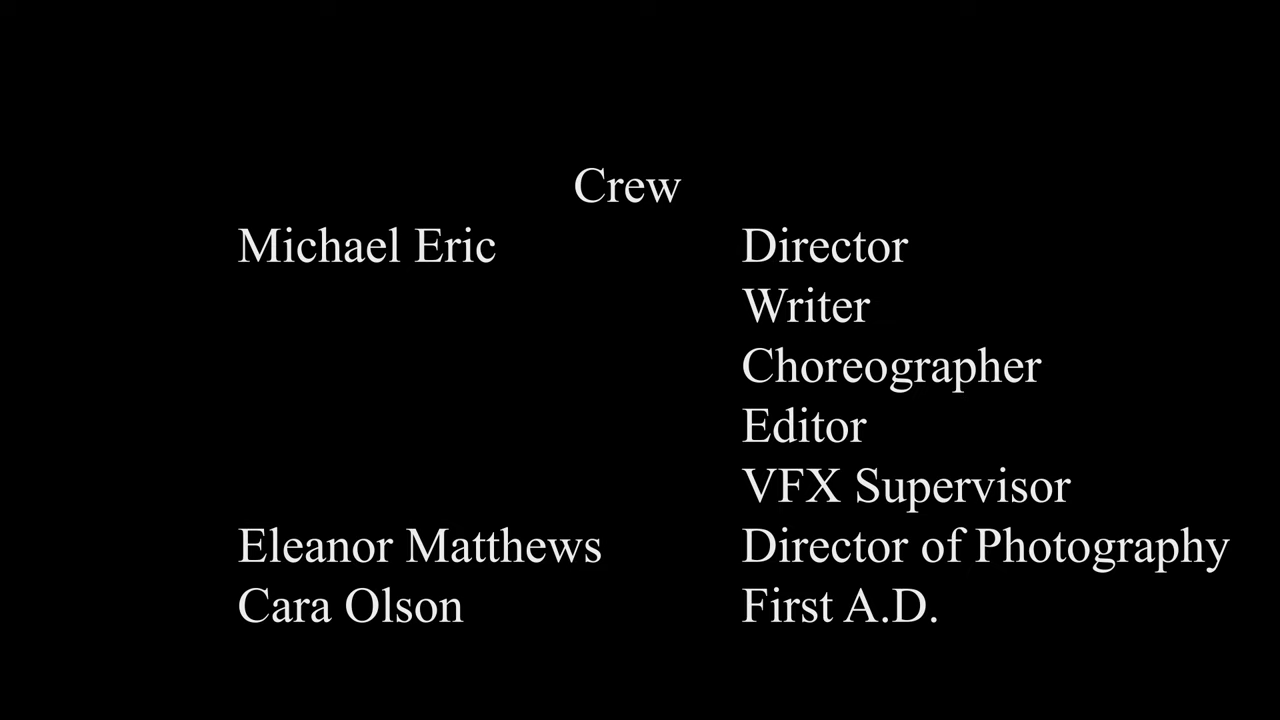 Crew
Michael Eric Director
Writer
Choreographer
Editor
VFX Supervisor
Eleanor Matthews Director of Photography
Cara Olson First A.D.